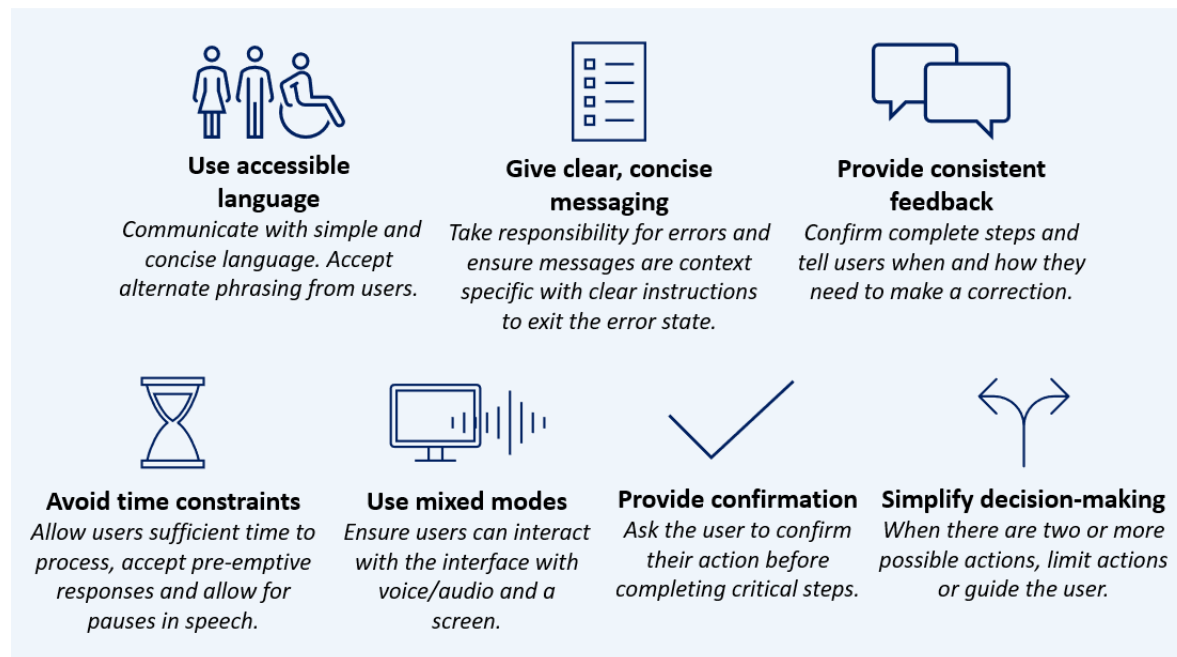 Use accessible
language
Communicate with simple and
concise language. Accept
alternate phrasing from users.
Give clear, concise
messaging
Take responsibility for errors and
ensure messages are context
specific with clear instructions
to exit the error state.
Provide consistent
feedback
Confirm complete steps and
tell users when and how they
need to make a correction.
Avoid time constraints
Allow users sufficient time to
process, accept pre-emptive
responses and allow for
pauses in speech.
Use mixed modes
Ensure users can interact
with the interface with
voice/audio and a
screen.
Provide confirmation
Ask the user to confirm
their action before
completing critical steps.
Simplify decision-making
When there are two or more
possible actions, limit actions
or guide the user.